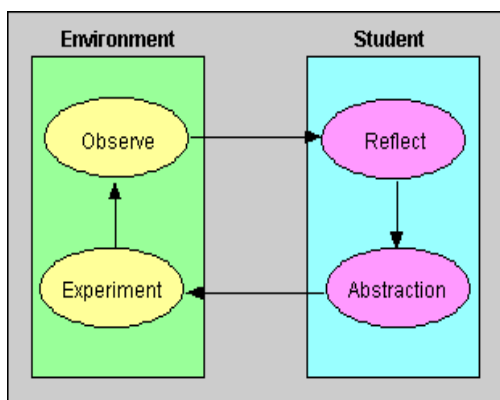 Environment
Student
Observe
Reflect
Experiment
Abstraction